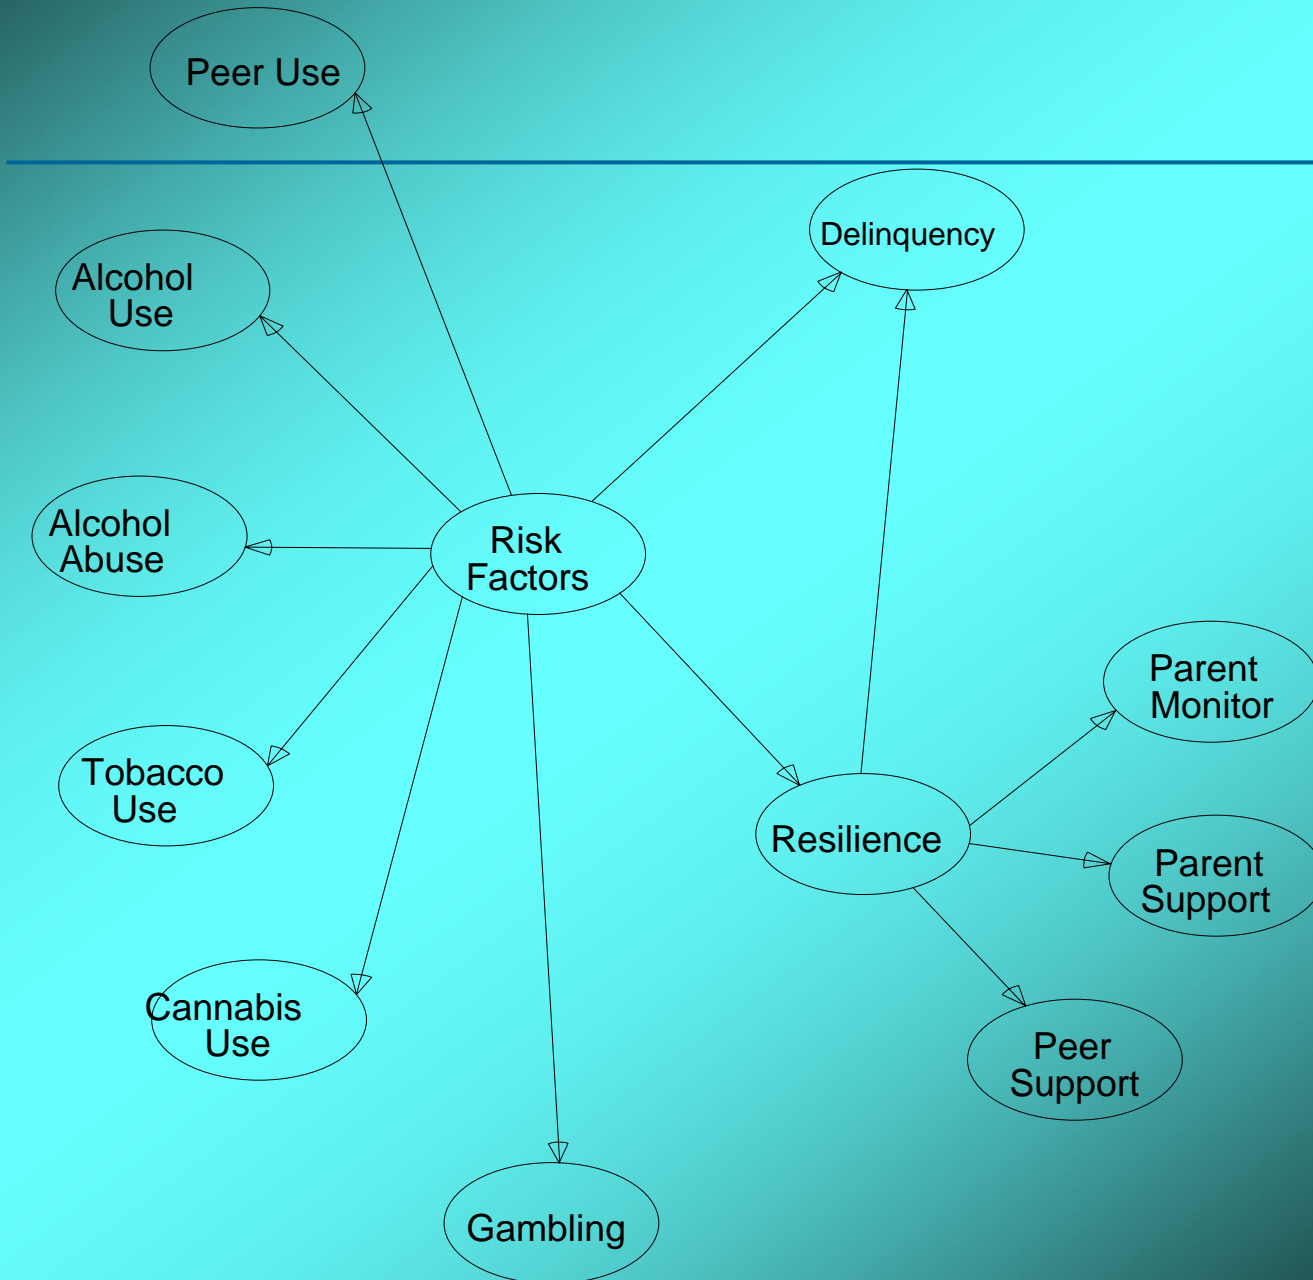 Peer Use
Delinquency
Alcohol
Use
Alcohol
Abuse
Risk
Factors
Parent
Monitor
Tobacco
Use
Resilience
Parent
Support
Cannabis
Use
Peer
Support
Gambling